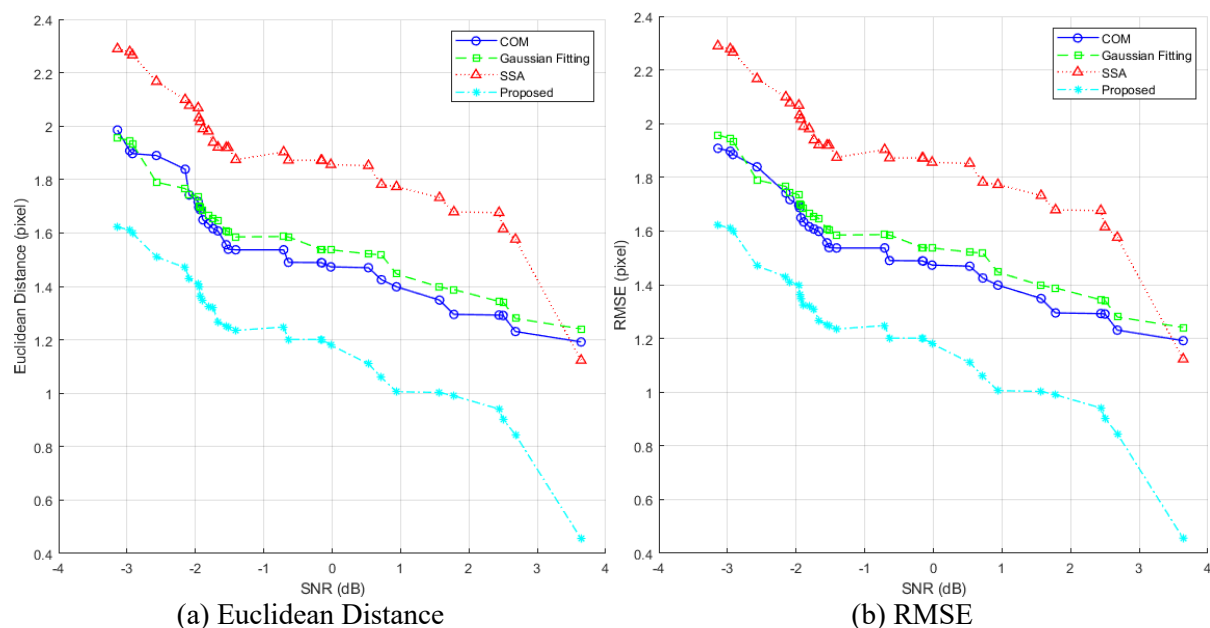 2.4
2.2
2
1.8
1.6
1.4
1.2
1
0.8
0.6
0.4
Euclidean Distance (pixel)
COM
Gaussian Fitting
SSA
Proposed
-4 -3 -2 -1 0 1 2 3 4
SNR (dB)
(a) Euclidean Distance
2.4
2.2
2
1.8
1.6
1.4
1.2
1
0.8
0.6
0.4
RMSE (pixel)
COM
Gaussian Fitting
SSA
Proposed
-4 -3 -2 -1 0 1 2 3 4
SNR (dB)
(b) RMSE